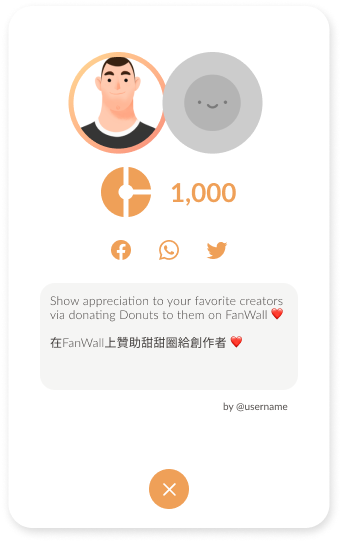 1,000
Show appreciation to your favorite creators
via donating Donuts to them on FanWall ❤️
在FanWall上贊助甜甜圈給創作者 ❤️
by @username